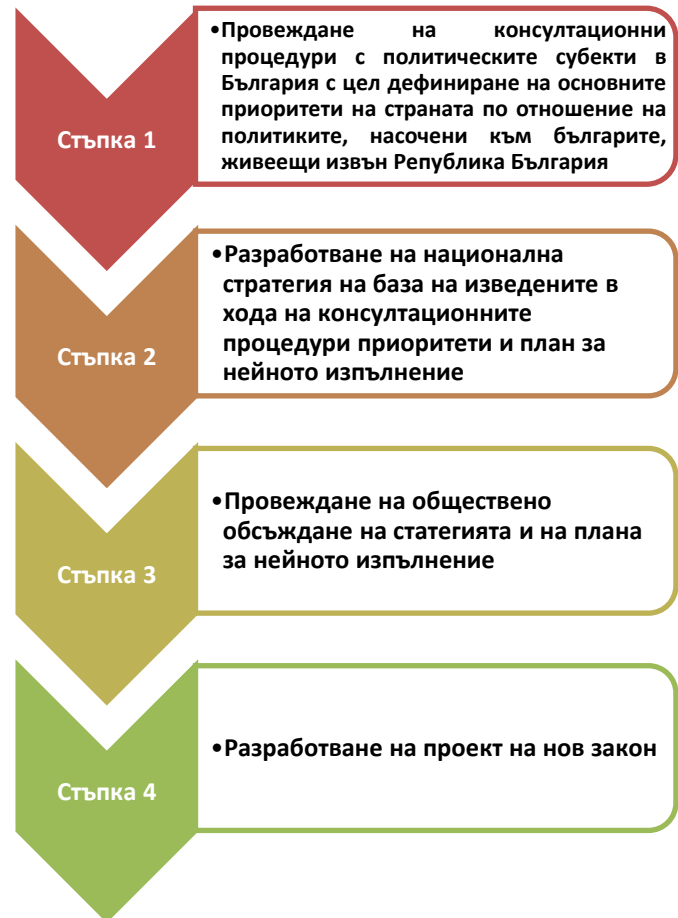 Стъпка 1
•Провеждане на консултационни
процедури с политическите субекти в
България с цел дефиниране на основните
приоритети на страната по отношение на
политиките, насочени към българите,
живеещи извън Република България
Стъпка 2
•Разработване на национална
стратегия на база на изведените в
хода на консултационните
процедури приоритети и план за
нейното изпълнение
Стъпка 3
•Провеждане на обществено
обсъждане на статегията и на плана
за нейното изпълнение
Стъпка 4
•Разработване на проект на нов закон